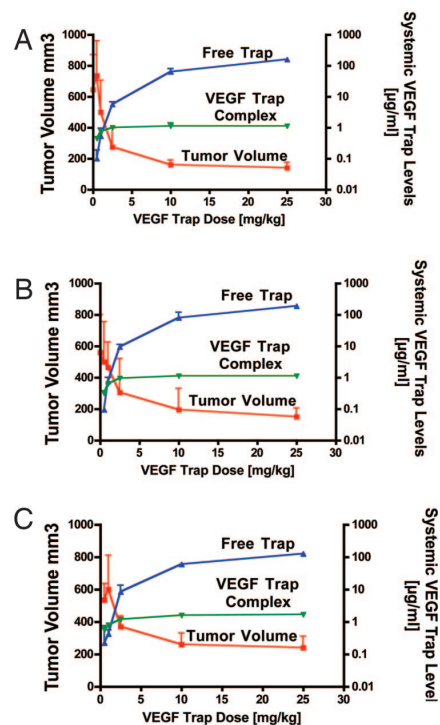 A
Tumor Volume mm3
1000
800
600
400
200
0
0
5
10
15
20
25
30
VEGF Trap Dose [mg/kg]
Free Trap
VEGF Trap
Complex
Tumor Volume
1000
100
10
1
0.1
0.01
Systemic VEGF Trap Levels
[µg/ml]
B
Tumor Volume mm3
1000
800
600
400
200
0
0
5
10
15
20
25
30
VEGF Trap Dose [mg/kg]
Free Trap
VEGF Trap
Complex
Tumor Volume
1000
100
10
1
0.1
0.01
Systemic VEGF Trap Levels
[µg/ml]
C
Tumor Volume mm3
1000
800
600
400
200
0
0
5
10
15
20
25
30
VEGF Trap Dose [mg/kg]
Free Trap
VEGF Trap
Complex
Tumor Volume
1000
100
10
1
0.1
0.01
Systemic VEGF Trap Level
[µg/ml]